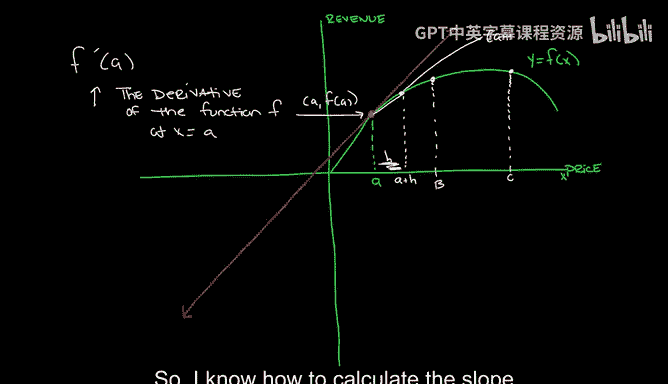 REVENUE
GPT中英字幕课程资源 bilibili
f'(a)
↑ THE DERIVATIVE
of the function f
at x = a
(a, f(a))
y = f(x)
h
a
a+h
B
C
x
PRICE
So, I know how to calculate the slope